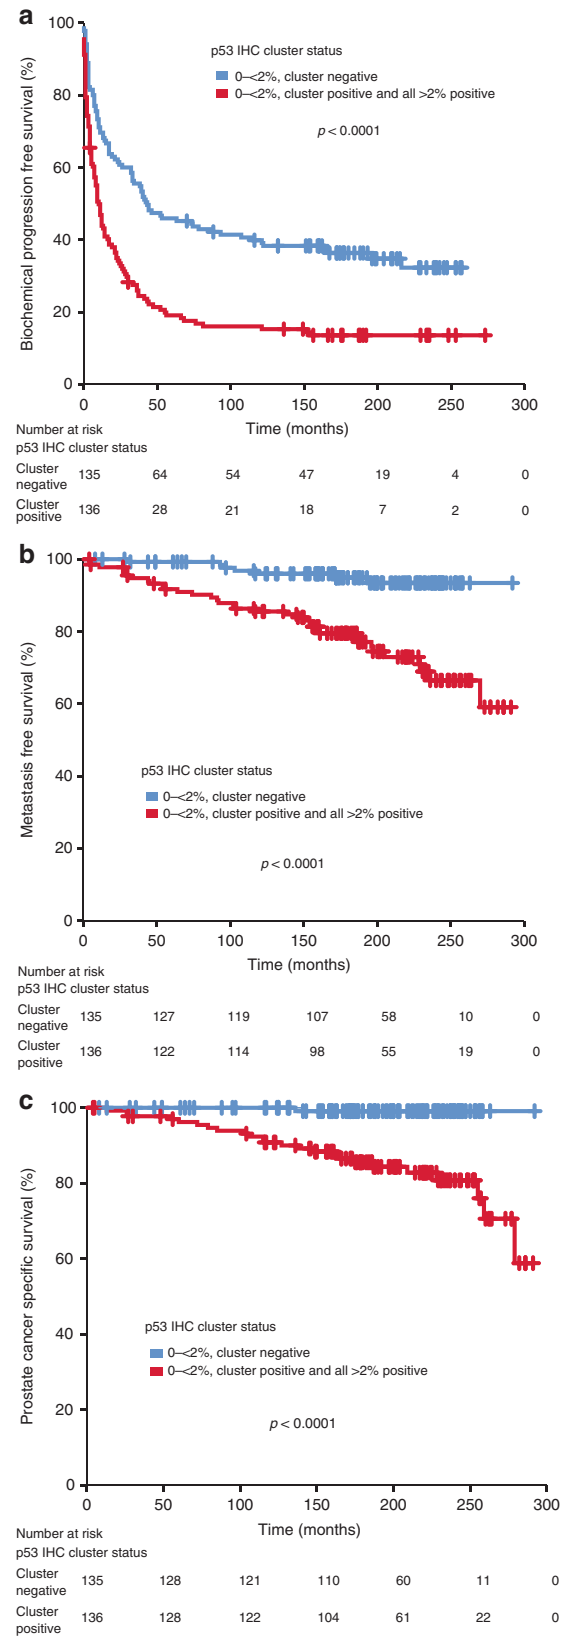 a
Biochemical progression free survival (%)
100
80
60
40
20
0
p53 IHC cluster status
0–<2%, cluster negative
0–<2%, cluster positive and all >2% positive
p < 0.0001
0 50 100 150 200 250 300
Time (months)
Number at risk
p53 IHC cluster status
Cluster
negative 135 64 54 47 19 4 0
Cluster
positive 136 28 21 18 7 2 0
b
Metastasis free survival (%)
100
80
60
40
20
0
p53 IHC cluster status
0–<2%, cluster negative
0–<2%, cluster positive and all >2% positive
p < 0.0001
0 50 100 150 200 250 300
Time (months)
Number at risk
p53 IHC cluster status
Cluster
negative 135 127 119 107 58 10 0
Cluster
positive 136 122 114 98 55 19 0
c
Prostate cancer specific survival (%)
100
80
60
40
20
0
p53 IHC cluster status
0–<2%, cluster negative
0–<2%, cluster positive and all >2% positive
p < 0.0001
0 50 100 150 200 250 300
Time (months)
Number at risk
p53 IHC cluster status
Cluster
negative 135 128 121 110 60 11 0
Cluster
positive 136 128 122 104 61 22 0